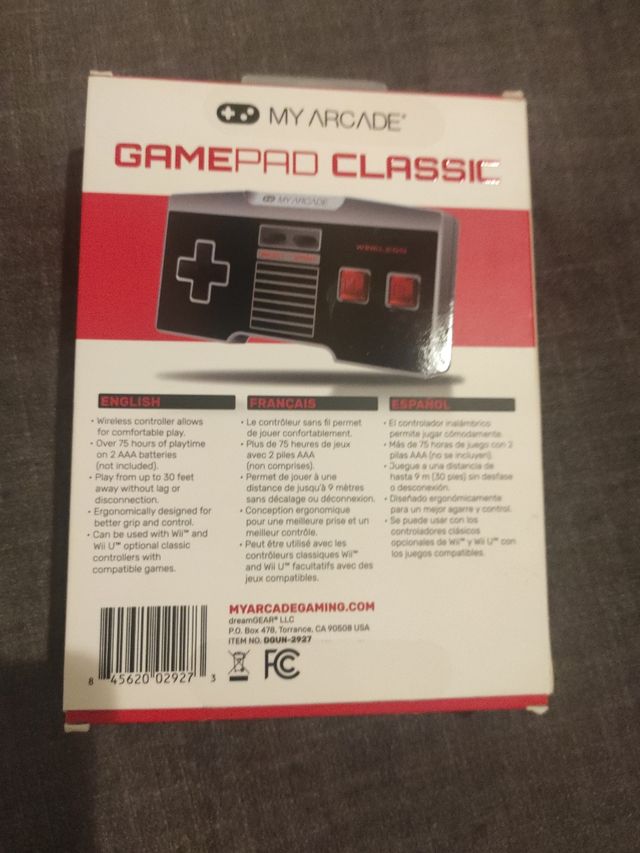 MY ARCADE®
GAMEPAD CLASSIC
MY ARCADE
WIRELESS
ENGLISH
• Wireless controller allows
for comfortable play.
• Over 75 hours of playtime
on 2 AAA batteries
(not included).
• Play from up to 30 feet
away without lag or
disconnection.
• Ergonomically designed for
better grip and control.
• Can be used with Wii™ and
Wii U™ optional classic
controllers with
compatible games.
FRANÇAIS
• Le contrôleur sans fil permet
de jouer confortablement.
• Plus de 75 heures de jeux
avec 2 piles AAA
(non comprises).
• Permet de jouer à une
distance de jusqu'à 9 mètres
sans décalage ou déconnexion.
• Conception ergonomique
pour une meilleure prise et un
meilleur contrôle.
• Peut être utilisé avec les
contrôleurs classiques Wii™
and Wii U™ facultatifs avec des
jeux compatibles.
ESPAÑOL
• El controlador inalámbrico
permite jugar cómodamente.
• Más de 75 horas de juego con 2
pilas AAA (no se incluyen).
• Juegue a una distancia de
hasta 9 m (30 pies) sin desfase
o desconexión.
• Diseñado ergonómicamente
para un mejor agarre y control.
• Se puede usar con los
controladores clásicos
opcionales de Wii™ y Wii U™ con
los juegos compatibles.
MYARCADEGAMING.COM
dreamGEAR® LLC
P.O. Box 478, Torrance, CA 90508 USA
ITEM NO. DGUN-2927
FC
8 45620 02927 3